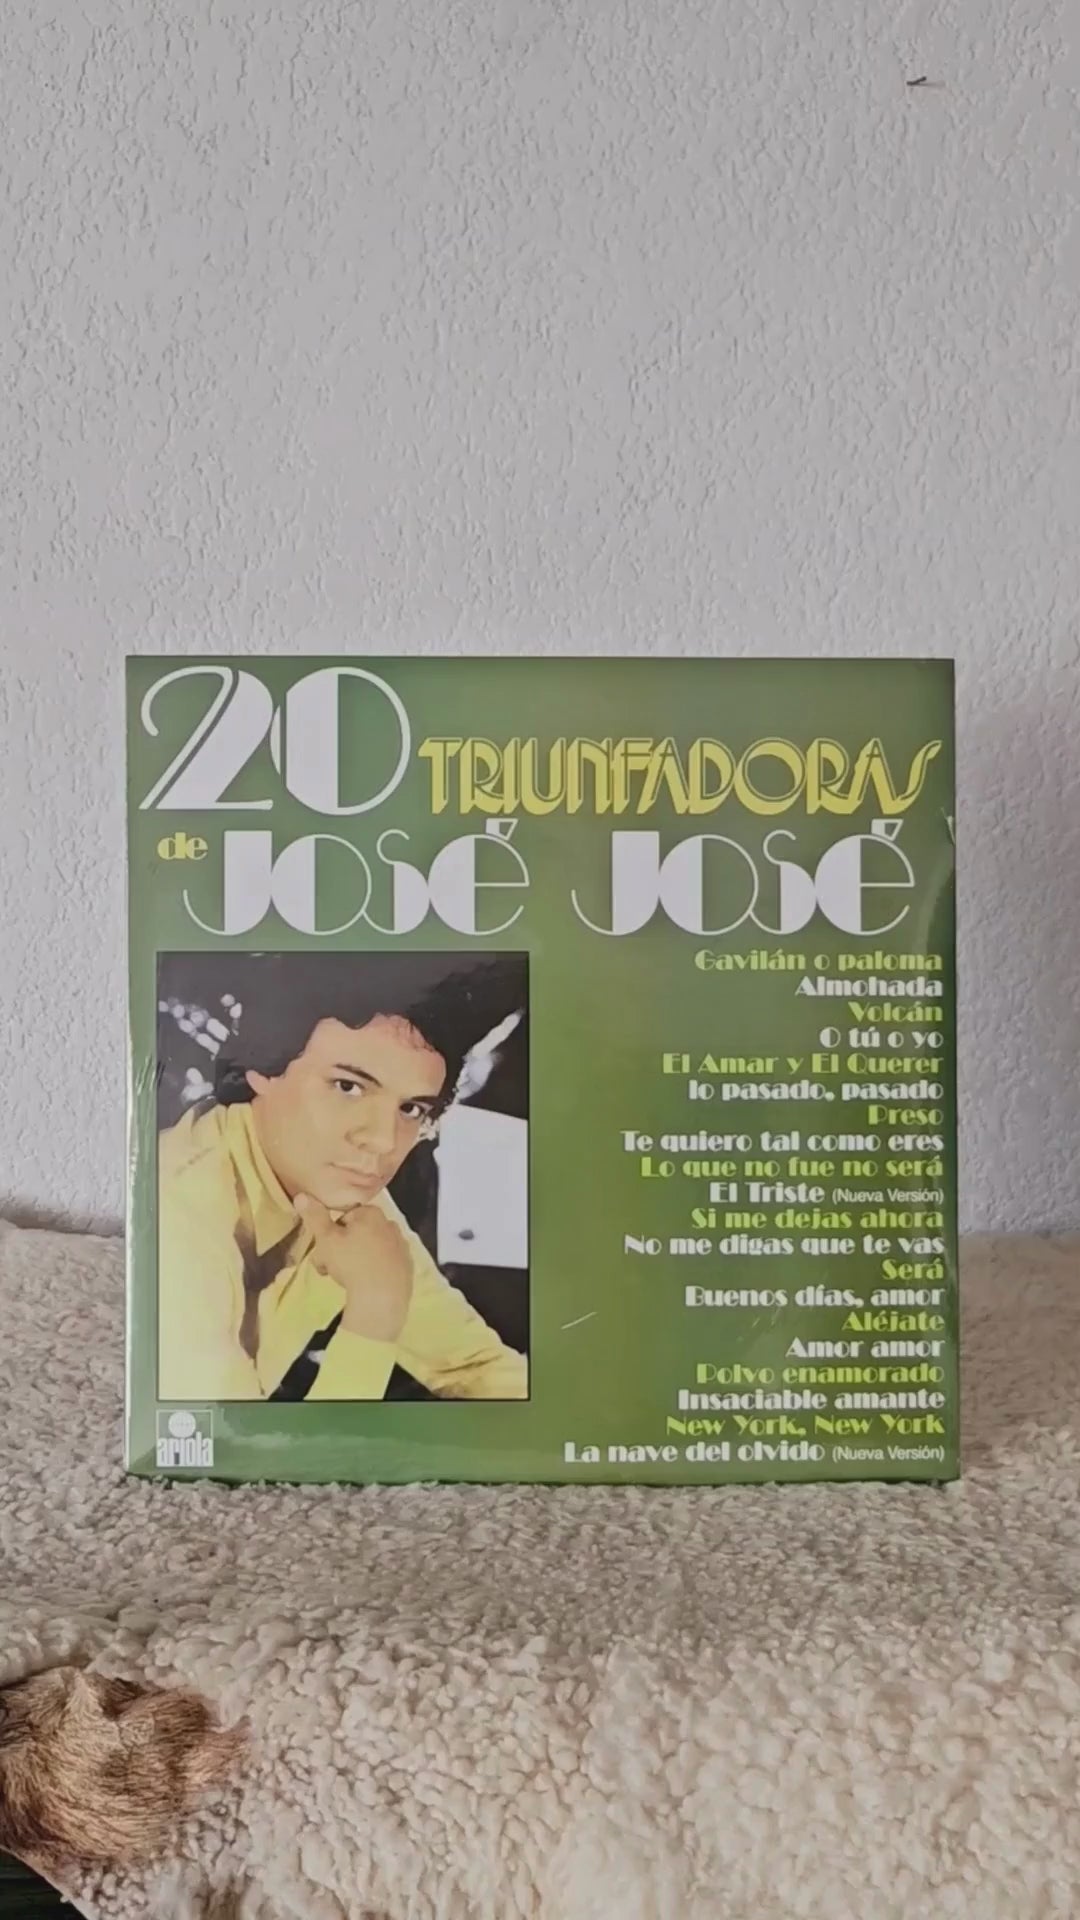 20 TRIUNFADORAS
de JOSÉ JOSÉ
Gavilán o paloma
Almohada
Volcán
O tú o yo
El Amar y El Querer
lo pasado, pasado
Preso
Te quiero tal como eres
Lo que no fue no será
El Triste (Nueva Versión)
Si me dejas ahora
No me digas que te vas
Será
Buenos días, amor
Aléjate
Amor amor
Polvo enamorado
Insaciable amante
New York, New York
La nave del olvido (Nueva Versión)
ariola